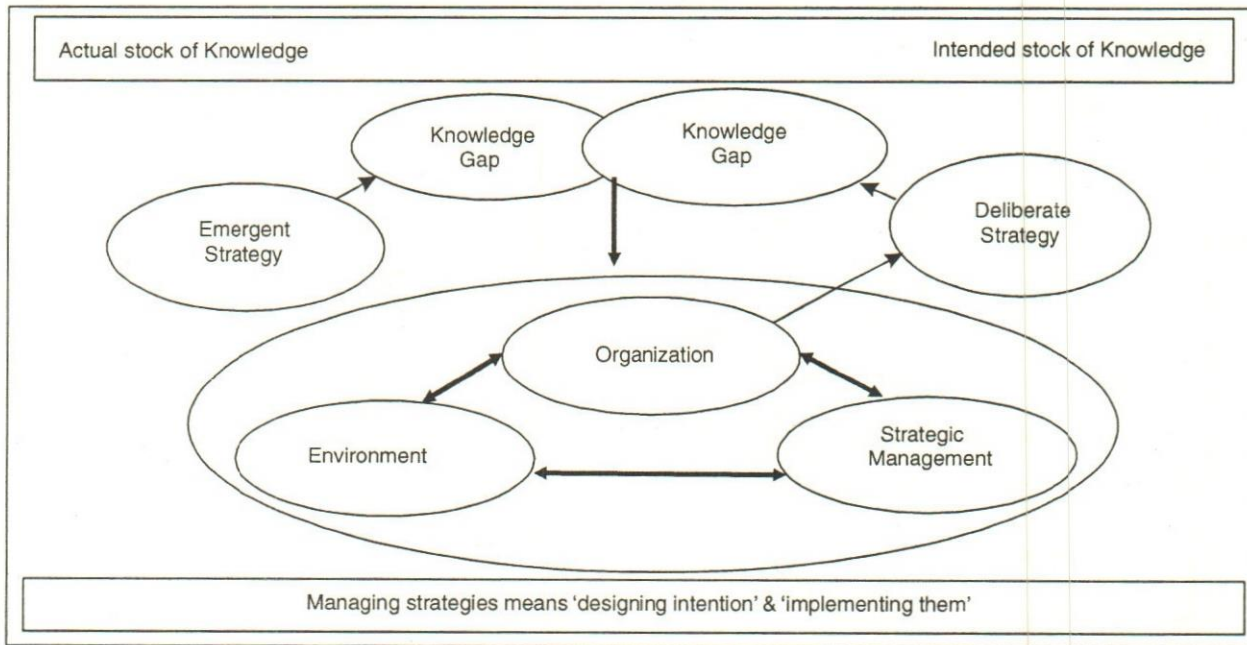 Actual stock of Knowledge
Intended stock of Knowledge
Knowledge
Gap
Knowledge
Gap
Emergent
Strategy
Deliberate
Strategy
Organization
Environment
Strategic
Management
Managing strategies means ‘designing intention’ & ‘implementing them’